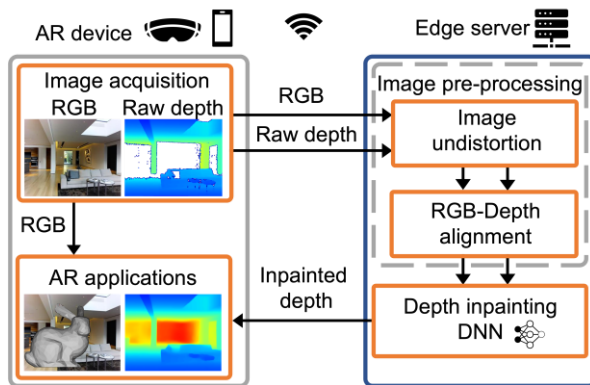 AR device
Edge server
Image acquisition
RGB
Raw depth
RGB
Raw depth
Image pre-processing
Image
undistortion
RGB-Depth
alignment
RGB
AR applications
Inpainted
depth
Depth inpainting
DNN